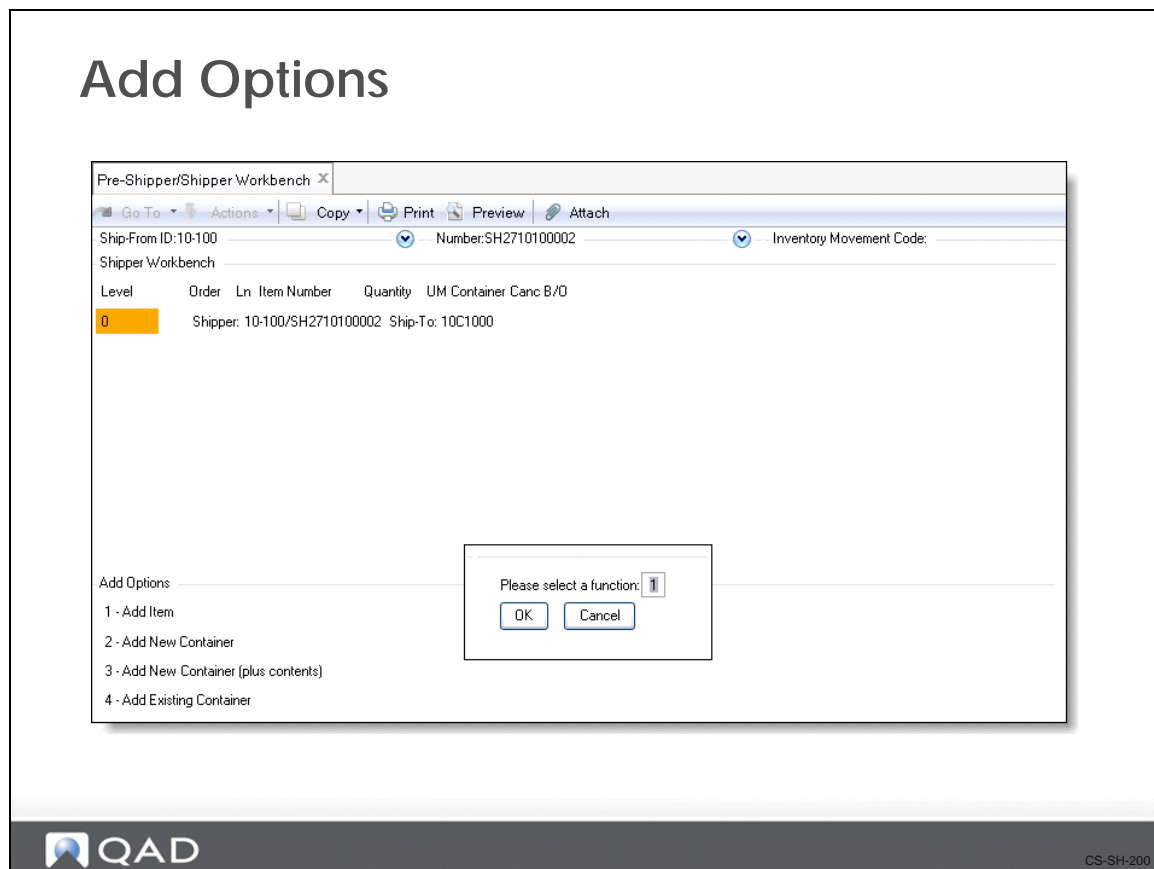 Add Options
Pre-Shipper/Shipper Workbench X
Go To Actions Copy Print Preview Attach
Ship-From ID:10-100 Number:SH2710100002 Inventory Movement Code:
Shipper Workbench
Level Order Ln Item Number Quantity UM Container Canc B/O
0 Shipper: 10-100/SH2710100002 Ship-To: 10C1000
Please select a function: 1
OK Cancel
Add Options
1 - Add Item
2 - Add New Container
3 - Add New Container (plus contents)
4 - Add Existing Container
QAD
CS-SH-200